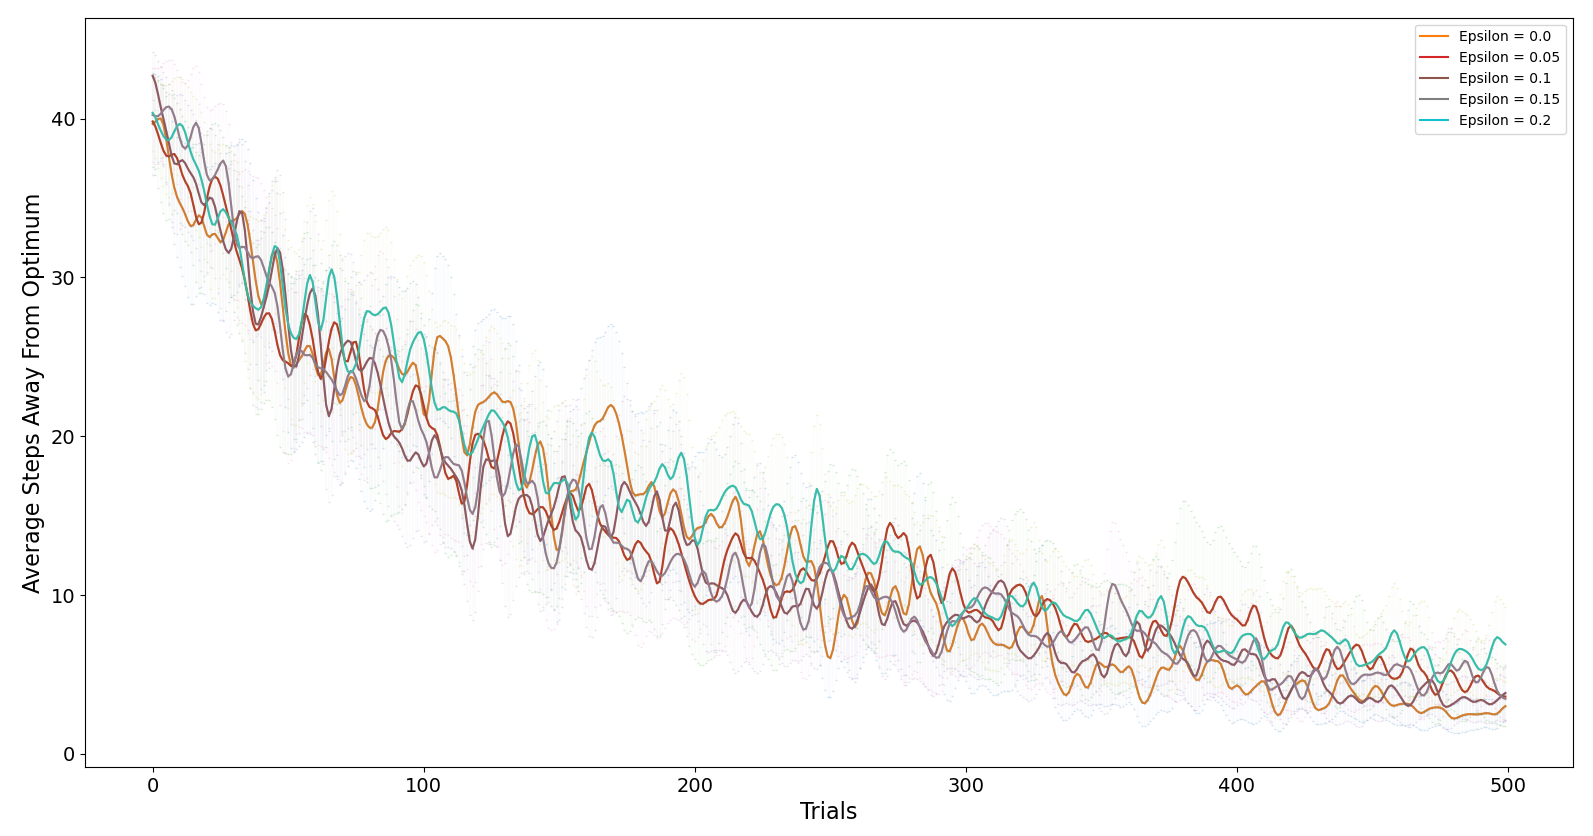 Epsilon = 0.0
Epsilon = 0.05
Epsilon = 0.1
Epsilon = 0.15
Epsilon = 0.2
Average Steps Away From Optimum
40
30
20
10
0
0 100 200 300 400 500
Trials